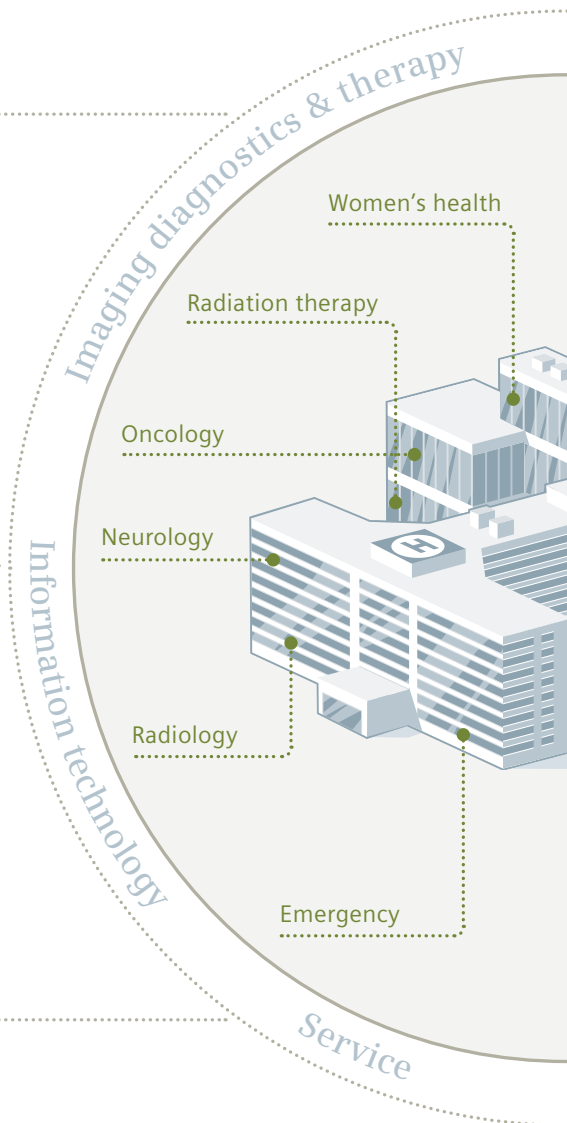 Imaging diagnostics & therapy
Women’s health
Radiation therapy
Oncology
Neurology
H
Information technology
Radiology
Emergency
Service